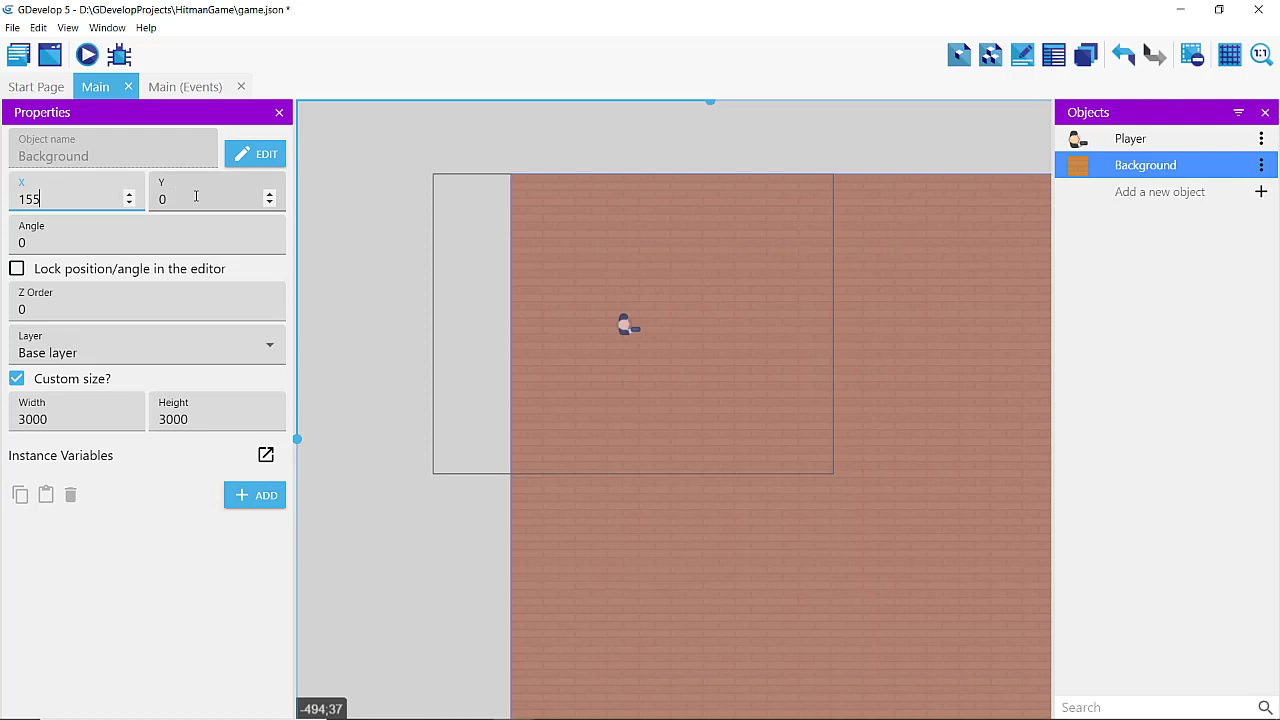 GDevelop 5 - D:\GDevelopProjects\HitmanGame\game.json *
File Edit View Window Help
1:1
Start Page Main Main (Events)
Properties
Object name
Background
EDIT
X
155
Y
0
Angle
0
Lock position/angle in the editor
Z Order
0
Layer
Base layer
Custom size?
Width
3000
Height
3000
Instance Variables
ADD
-494;37
Objects
Player
Background
Add a new object
Search